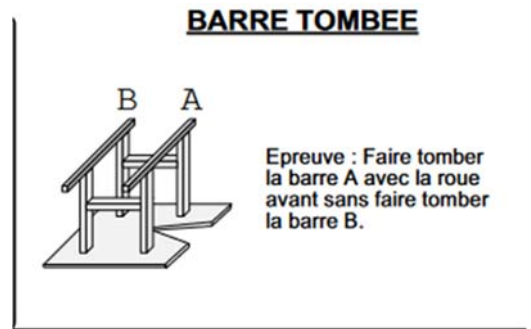 BARRE TOMBEE
B A
Epreuve : Faire tomber
la barre A avec la roue
avant sans faire tomber
la barre B.